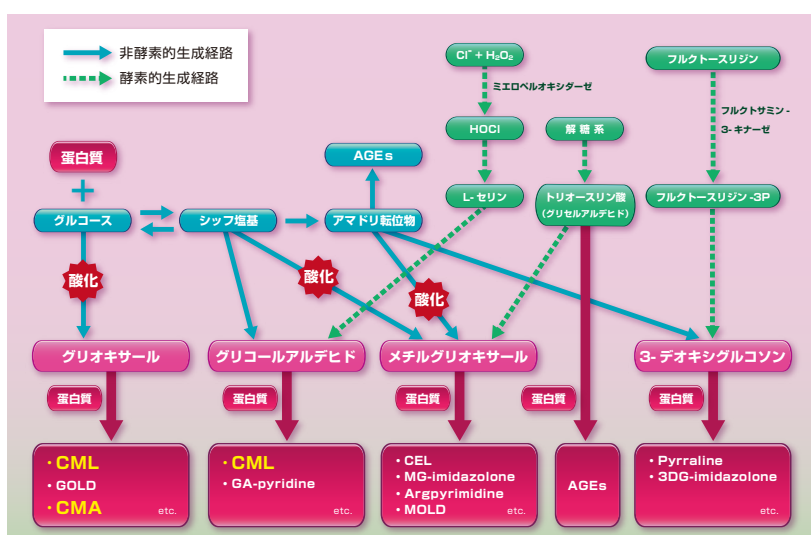 非酵素的生成経路
酵素的生成経路
Cl⁻ + H₂O₂
フルクトースリジン
ミエロペルオキシダーゼ
フルクトサミン -
3- キナーゼ
HOCl
解 糖 系
蛋白質
+
AGEs
グルコース
シッフ塩基
アマドリ転位物
L- セリン
トリオースリン酸
(グリセルアルデヒド)
フルクトースリジン -3P
酸化
酸化
酸化
グリオキサール
グリコールアルデヒド
メチルグリオキサール
3- デオキシグルコソン
蛋白質
蛋白質
蛋白質
蛋白質
蛋白質
・CML
・GOLD
・CMA
etc.
・CML
・GA-pyridine
etc.
・CEL
・MG-imidazolone
・Argpyrimidine
・MOLD
etc.
AGEs
・Pyrraline
・3DG-imidazolone
etc.